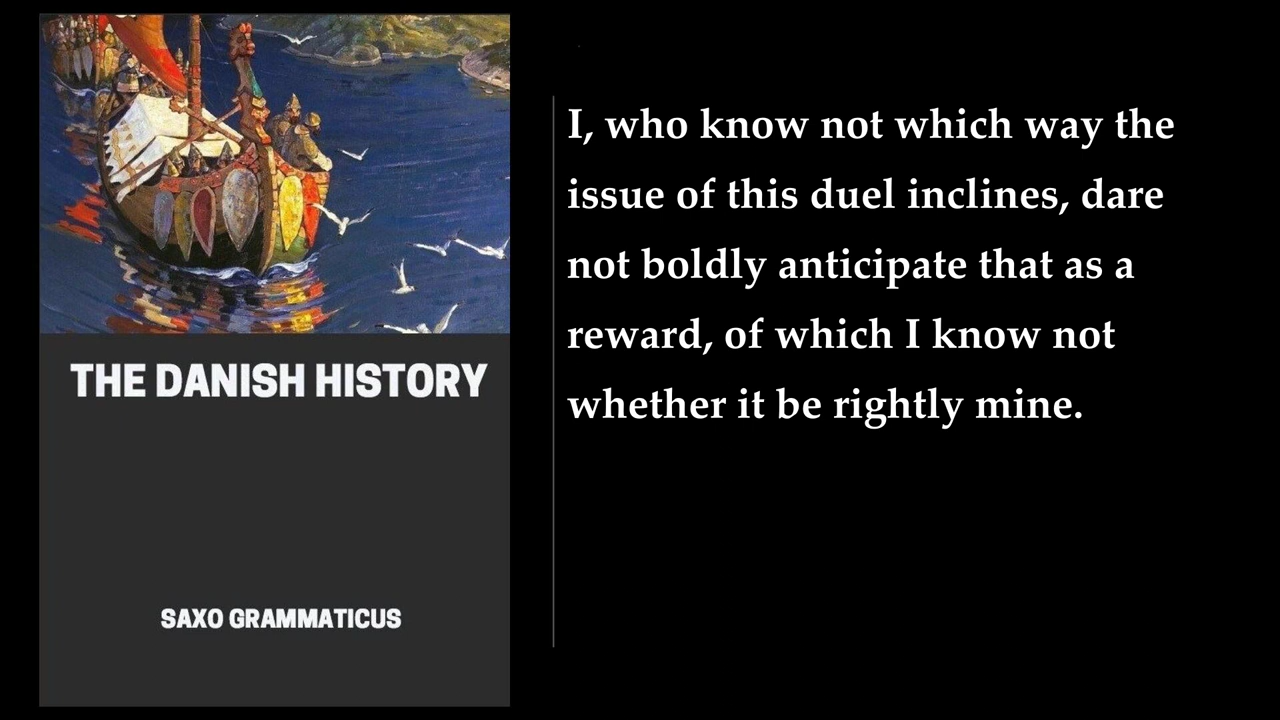 THE DANISH HISTORY
SAXO GRAMMATICUS
I, who know not which way the
issue of this duel inclines, dare
not boldly anticipate that as a
reward, of which I know not
whether it be rightly mine.